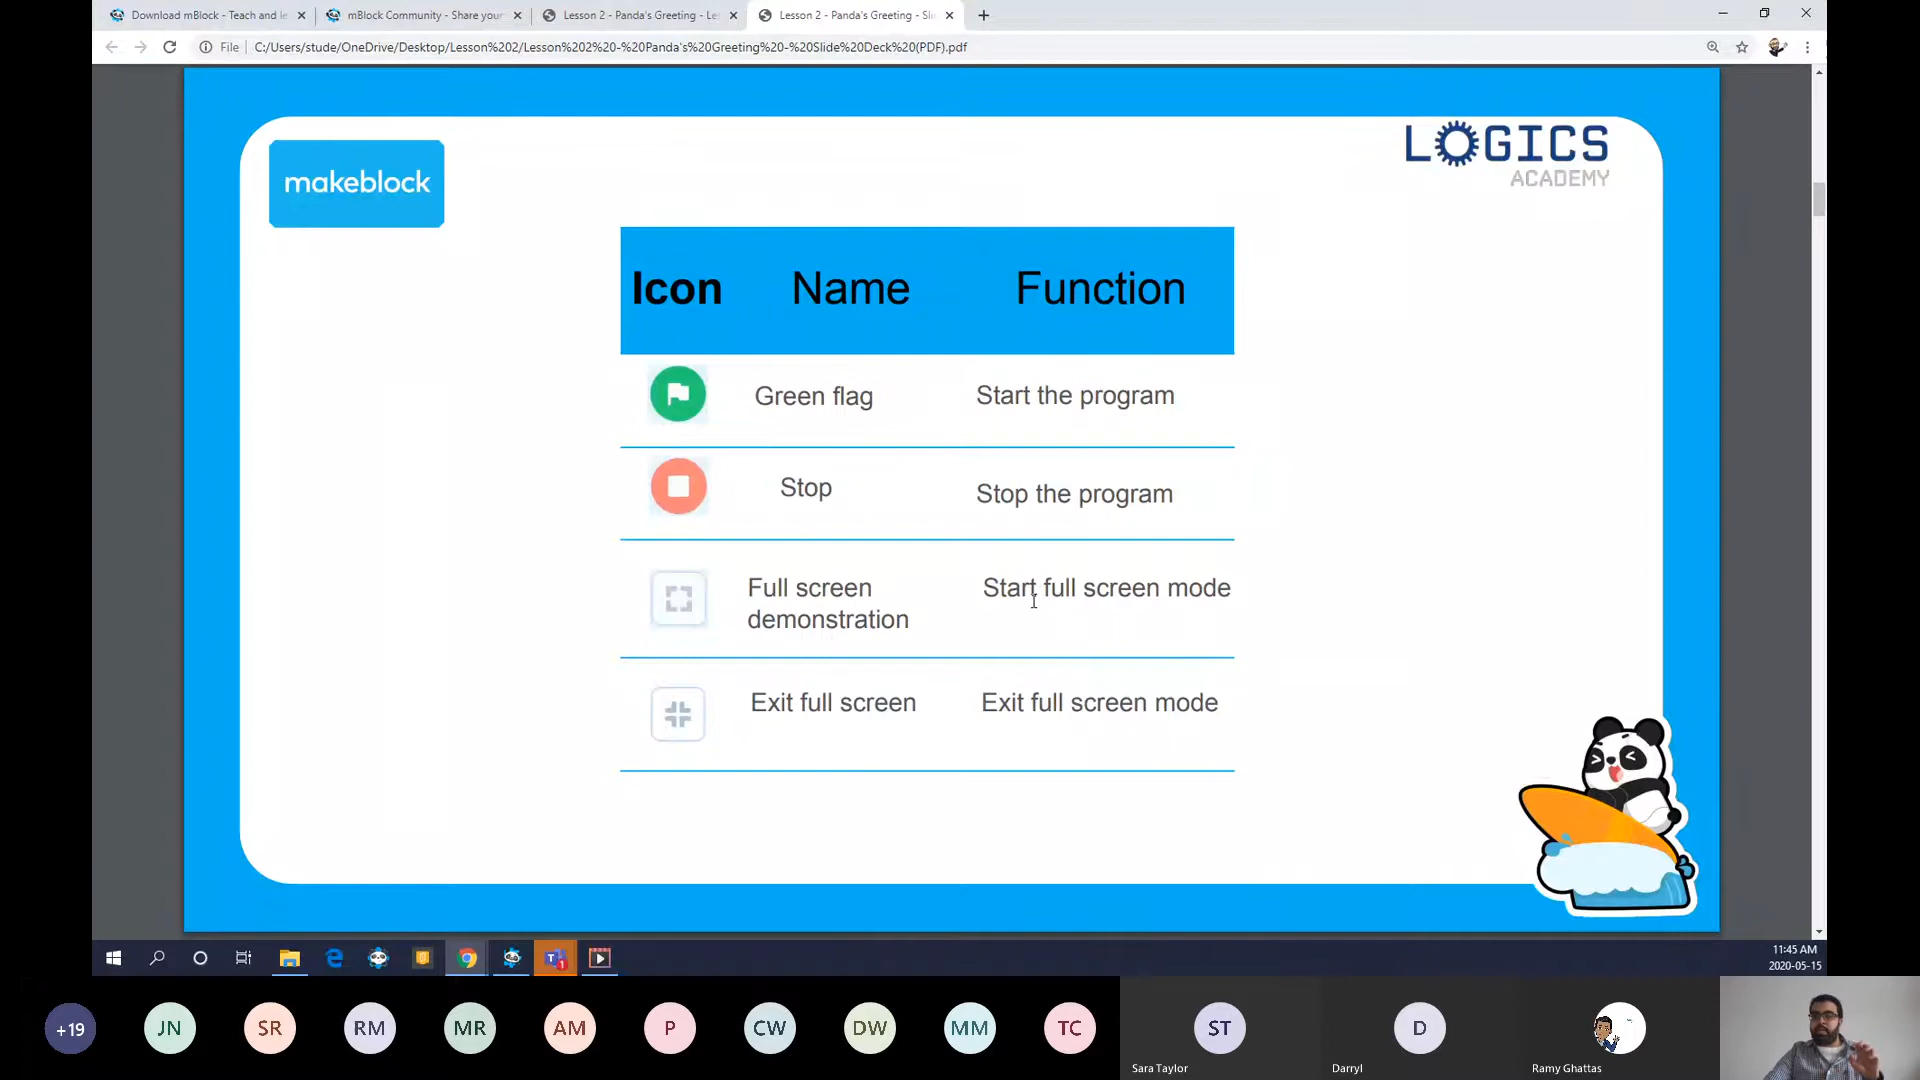 Download mBlock - Teach and le
mBlock Community - Share your
Lesson 2 - Panda's Greeting - Le
Lesson 2 - Panda's Greeting - Sli
File
C:/Users/stude/OneDrive/Desktop/Lesson%202/Lesson%202%20-%20Panda's%20Greeting%20-%20Slide%20Deck%20(PDF).pdf
makeblock
LOGICS
ACADEMY
Icon Name Function
Green flag Start the program
Stop Stop the program
Full screen Start full screen mode
demonstration
Exit full screen Exit full screen mode
11:45 AM
2020-05-15
+19 JN SR RM MR AM P CW DW MM TC ST D
Sara Taylor Darryl Ramy Ghattas